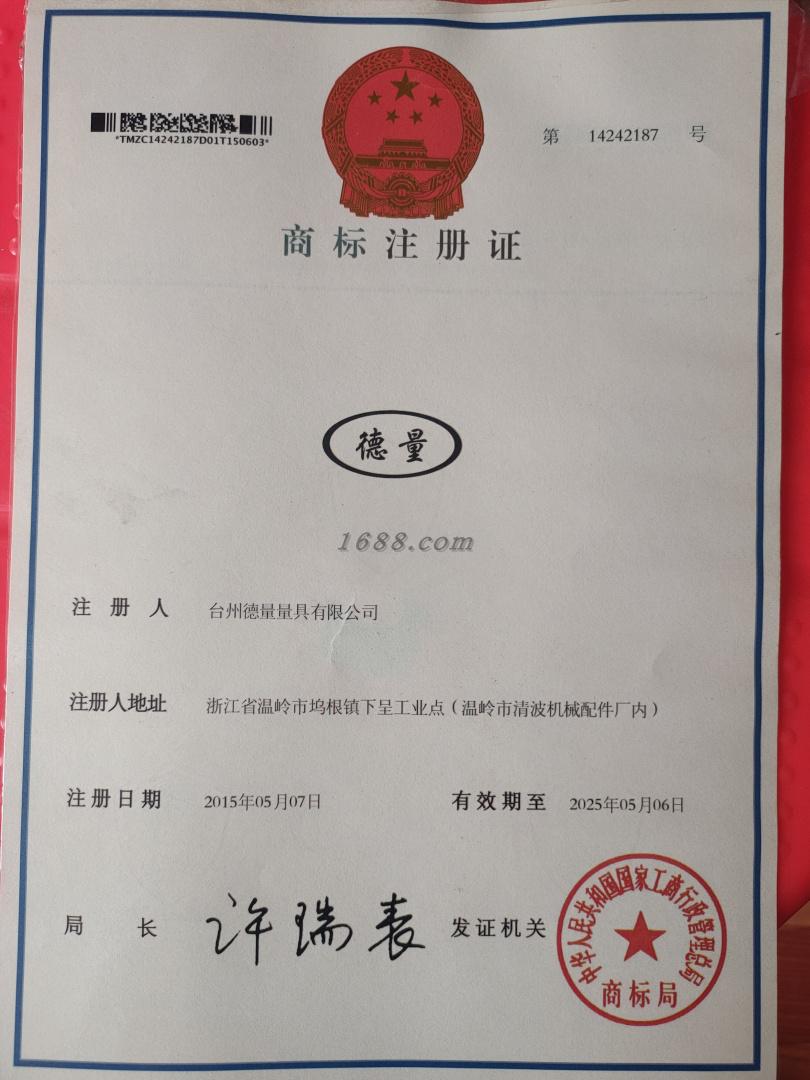 *TMZC14242187D01T150603*
第 14242187 号
商标注册证
德量
1688.com
注册人 台州德量量具有限公司
注册人地址 浙江省温岭市坞根镇下呈工业点（温岭市清波机械配件厂内）
注册日期 2015年05月07日 有效期至 2025年05月06日
局长 许瑞表 发证机关
中华人民共和国国家工商行政管理总局
商标局